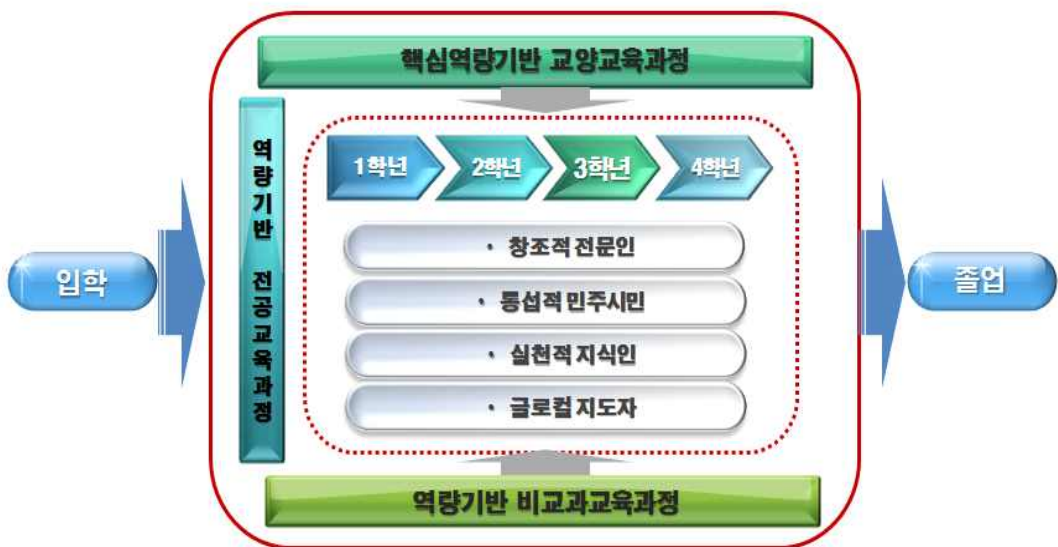 핵심역량기반 교양교육과정
역량기반 전공교육과정
1학년
2학년
3학년
4학년
· 창조적 전문인
· 통섭적 민주시민
· 실천적 지식인
· 글로컬 지도자
입학
졸업
역량기반 비교과교육과정